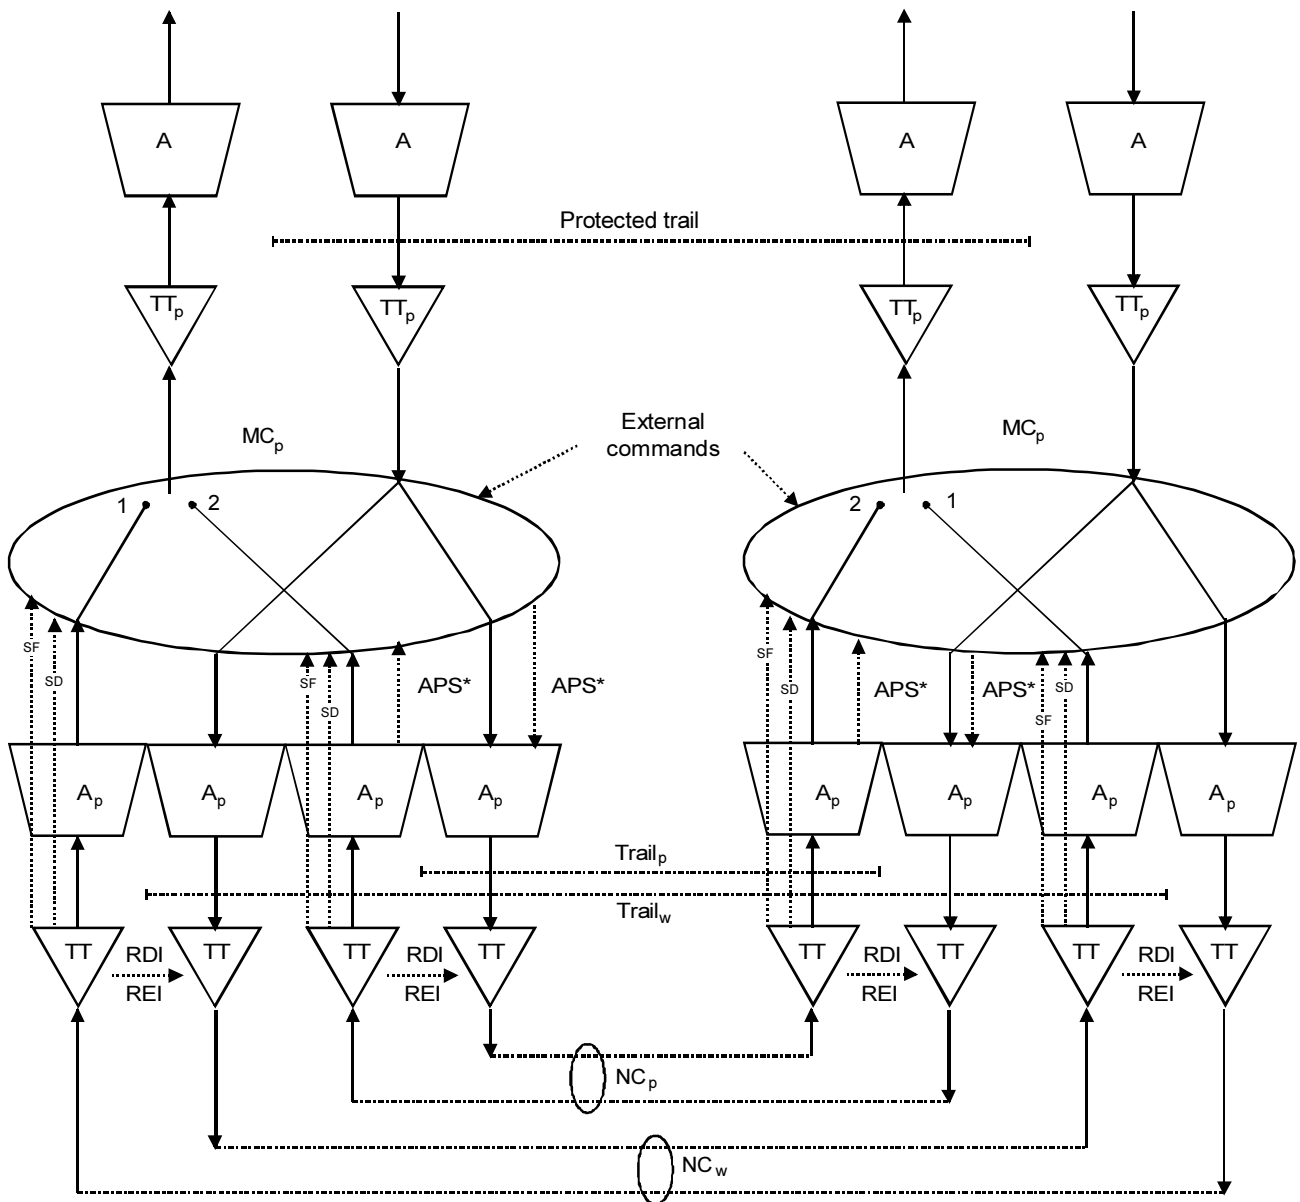 A A A A
Protected trail
TTp TTp TTp TTp
External
commands
MCp MCp
1 2 2 1
SF SD SF SD APS* APS* SF SD APS* APS* SF SD
Ap Ap Ap Ap Ap Ap Ap Ap
Trailp
Trailw
TT TT TT TT TT TT TT TT
RDI RDI RDI RDI
REI REI REI REI
NCp
NCw